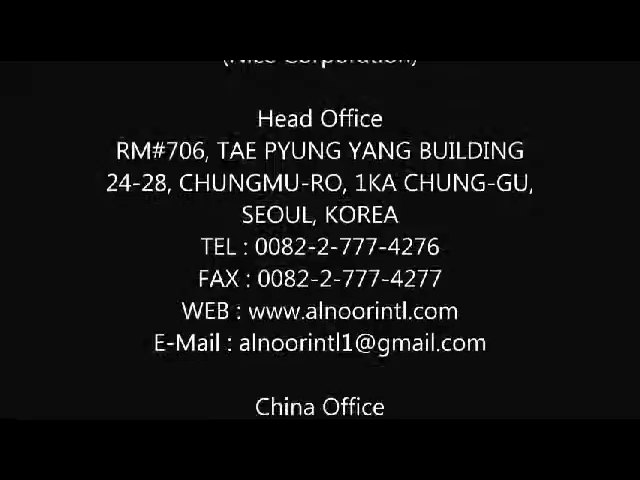 Head Office
RM#706, TAE PYUNG YANG BUILDING
24-28, CHUNGMU-RO, 1KA CHUNG-GU,
SEOUL, KOREA
TEL : 0082-2-777-4276
FAX : 0082-2-777-4277
WEB : www.alnoorintl.com
E-Mail : alnoorintl1@gmail.com
China Office